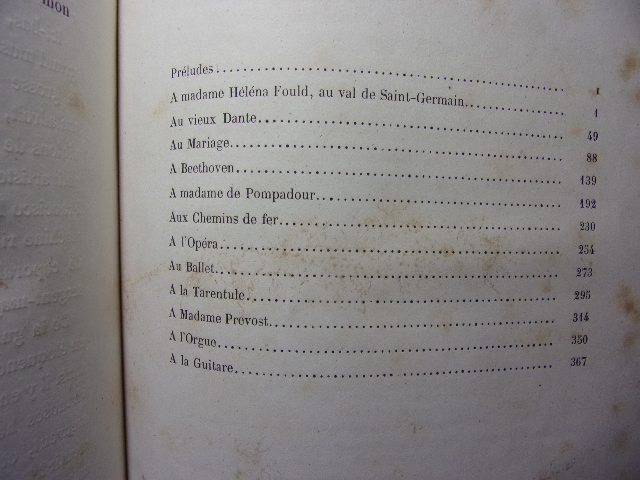 mon
Préludes 1
A madame Héléna Fould, au val de Saint-Germain 1
Au vieux Dante 49
Au Mariage 88
A Beethoven 139
A madame de Pompadour 192
Aux Chemins de fer 230
A l'Opéra 254
Au Ballet 273
A la Tarentule 295
A Madame Prevost 314
A l'Orgue 350
A la Guitare 367